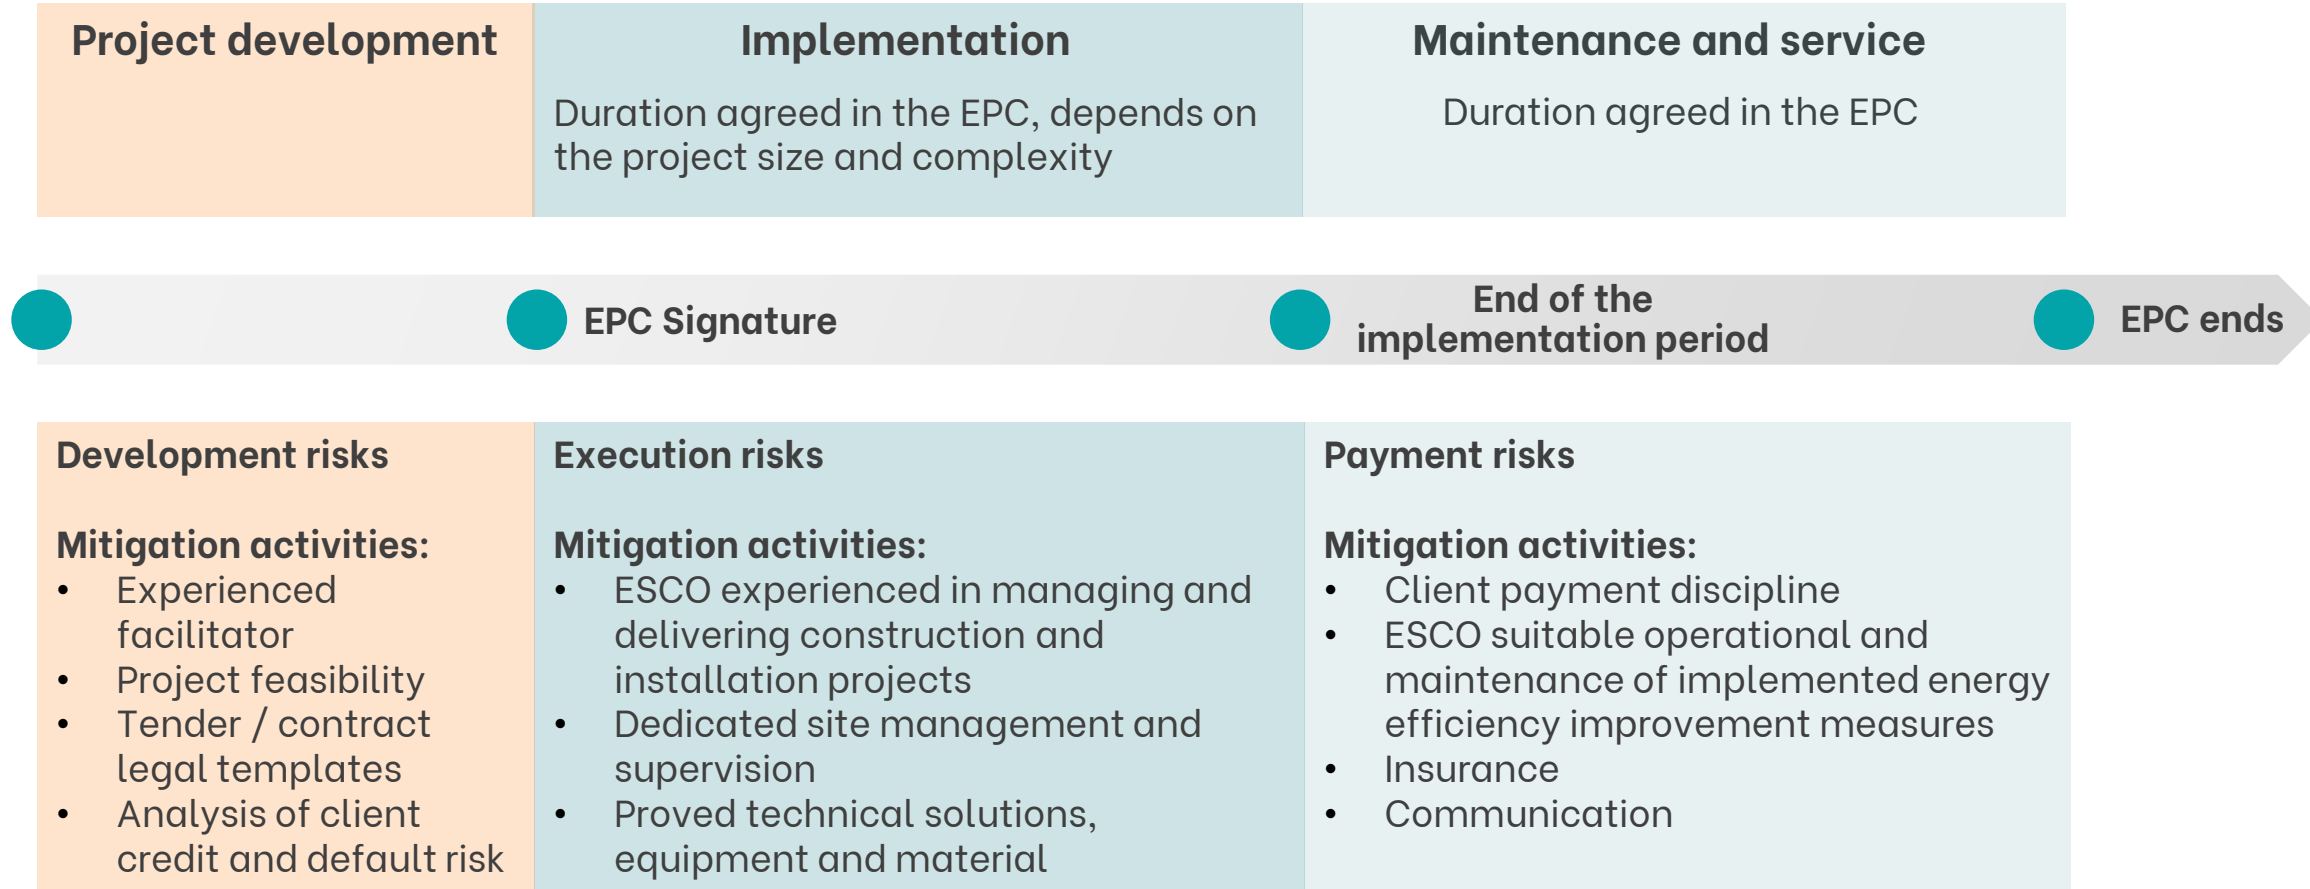 Project development
Implementation
Duration agreed in the EPC, depends on
the project size and complexity
Maintenance and service
Duration agreed in the EPC
EPC Signature
End of the
implementation period
EPC ends
Development risks
Mitigation activities:
• Experienced
facilitator
• Project feasibility
• Tender / contract
legal templates
• Analysis of client
credit and default risk
Execution risks
Mitigation activities:
• ESCO experienced in managing and
delivering construction and
installation projects
• Dedicated site management and
supervision
• Proved technical solutions,
equipment and material
Payment risks
Mitigation activities:
• Client payment discipline
• ESCO suitable operational and
maintenance of implemented energy
efficiency improvement measures
• Insurance
• Communication